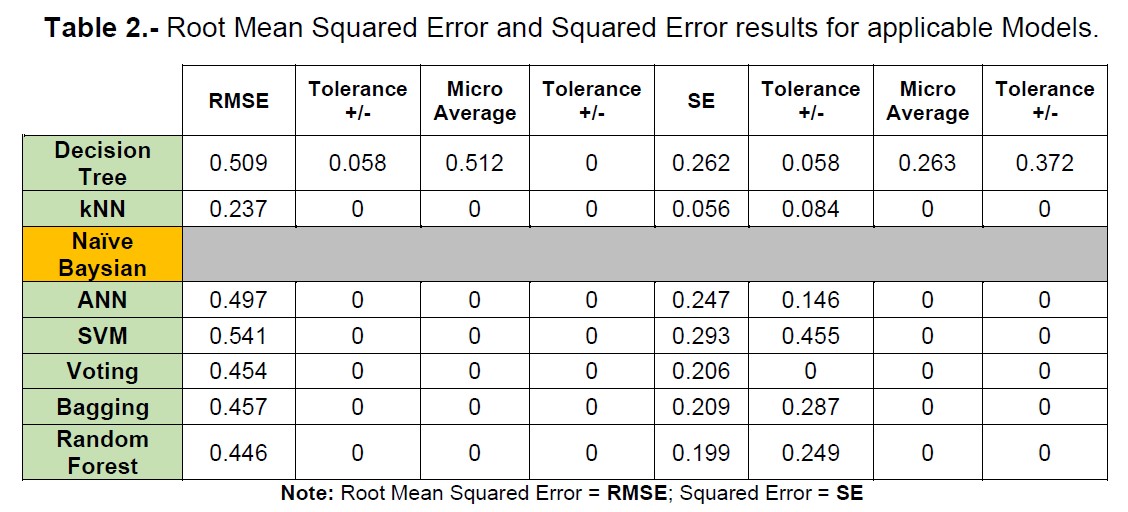 Table 2.- Root Mean Squared Error and Squared Error results for applicable Models.
RMSE Tolerance +/- Micro Average Tolerance +/- SE Tolerance +/- Micro Average Tolerance +/-
Decision Tree 0.509 0.058 0.512 0 0.262 0.058 0.263 0.372
kNN 0.237 0 0 0 0.056 0.084 0 0
Naïve Baysian
ANN 0.497 0 0 0 0.247 0.146 0 0
SVM 0.541 0 0 0 0.293 0.455 0 0
Voting 0.454 0 0 0 0.206 0 0 0
Bagging 0.457 0 0 0 0.209 0.287 0 0
Random Forest 0.446 0 0 0 0.199 0.249 0 0
Note: Root Mean Squared Error = RMSE; Squared Error = SE